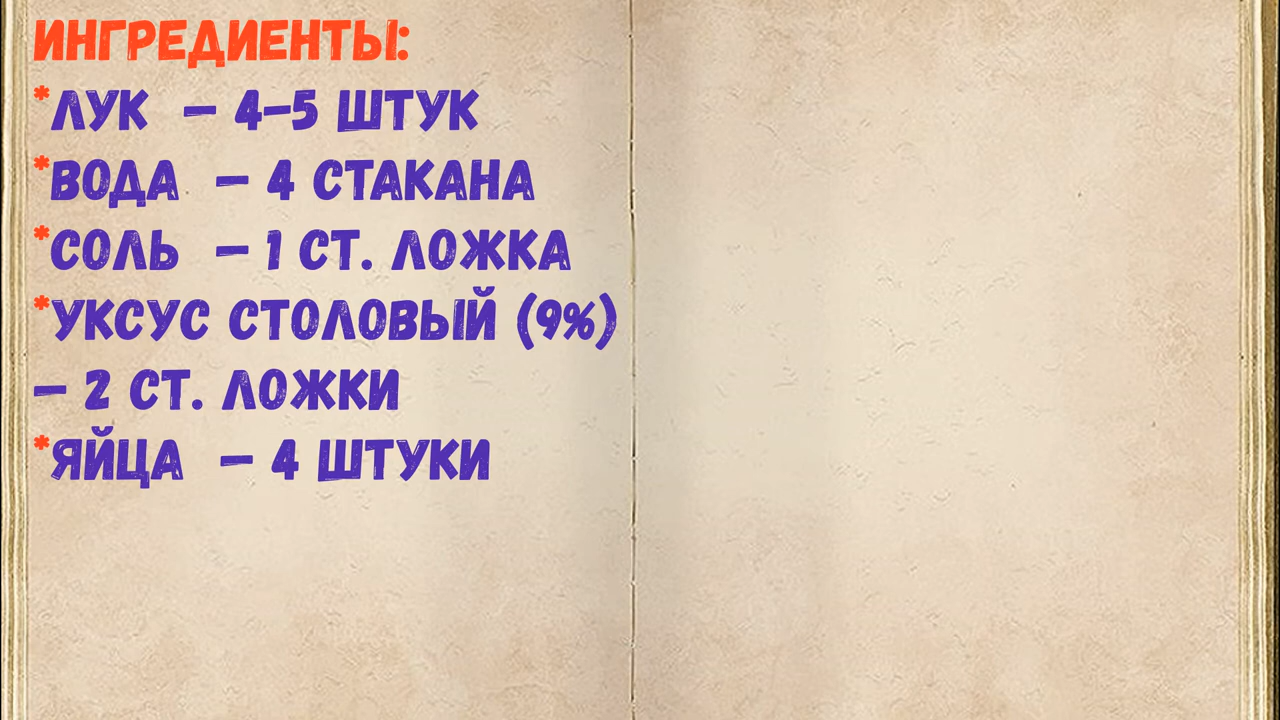 ИНГРЕДИЕНТЫ:
*ЛУК – 4-5 ШТУК
*ВОДА – 4 СТАКАНА
*СОЛЬ – 1 СТ. ЛОЖКА
*УКСУС СТОЛОВЫЙ (9%)
– 2 СТ. ЛОЖКИ
*ЯЙЦА – 4 ШТУКИ